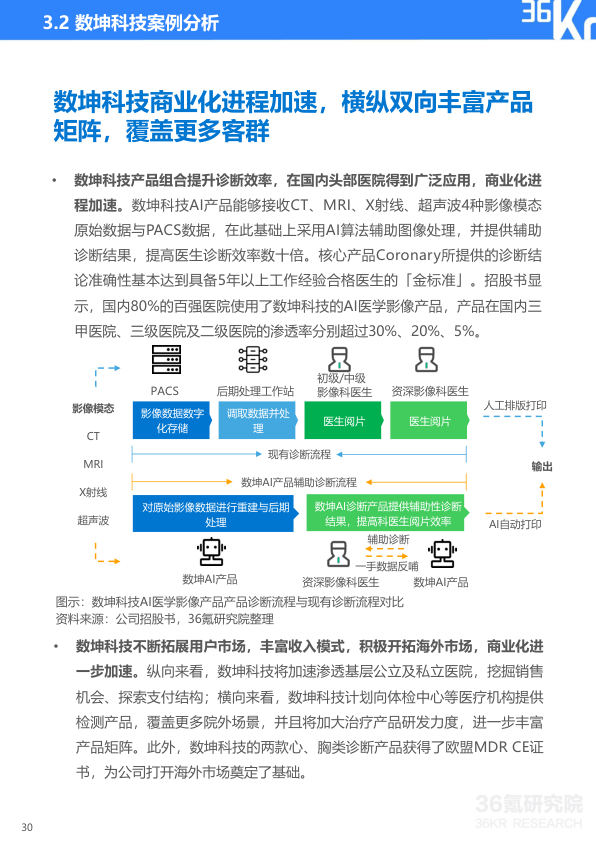 3.2 数坤科技案例分析
36Kr
数坤科技商业化进程加速，横纵双向丰富产品
矩阵，覆盖更多客群
• 数坤科技产品组合提升诊断效率，在国内头部医院得到广泛应用，商业化进
程加速。数坤科技AI产品能够接收CT、MRI、X射线、超声波4种影像模态
原始数据与PACS数据，在此基础上采用AI算法辅助图像处理，并提供辅助
诊断结果，提高医生诊断效率数十倍。核心产品Coronary所提供的诊断结
论准确性基本达到具备5年以上工作经验合格医生的「金标准」。招股书显
示，国内80%的百强医院使用了数坤科技的AI医学影像产品，产品在国内三
甲医院、三级医院及二级医院的渗透率分别超过30%、20%、5%。
PACS
后期处理工作站
初级/中级
影像科医生
资深影像科医生
影像模态
CT
MRI
X射线
超声波
影像数据数字
化存储
调取数据并处
理
医生阅片
医生阅片
人工排版打印
现有诊断流程
输出
数坤AI产品辅助诊断流程
对原始影像数据进行重建与后期
处理
数坤AI诊断产品提供辅助性诊断
结果，提高科医生阅片效率
AI自动打印
辅助诊断
一手数据反哺
数坤AI产品
资深影像科医生
数坤AI产品
图示：数坤科技AI医学影像产品产品诊断流程与现有诊断流程对比
资料来源：公司招股书，36氪研究院整理
• 数坤科技不断拓展用户市场，丰富收入模式，积极开拓海外市场，商业化进
一步加速。纵向来看，数坤科技将加速渗透基层公立及私立医院，挖掘销售
机会、探索支付结构；横向来看，数坤科技计划向体检中心等医疗机构提供
检测产品，覆盖更多院外场景，并且将加大治疗产品研发力度，进一步丰富
产品矩阵。此外，数坤科技的两款心、胸类诊断产品获得了欧盟MDR CE证
书，为公司打开海外市场奠定了基础。
36氪研究院
36KR RESEARCH
30